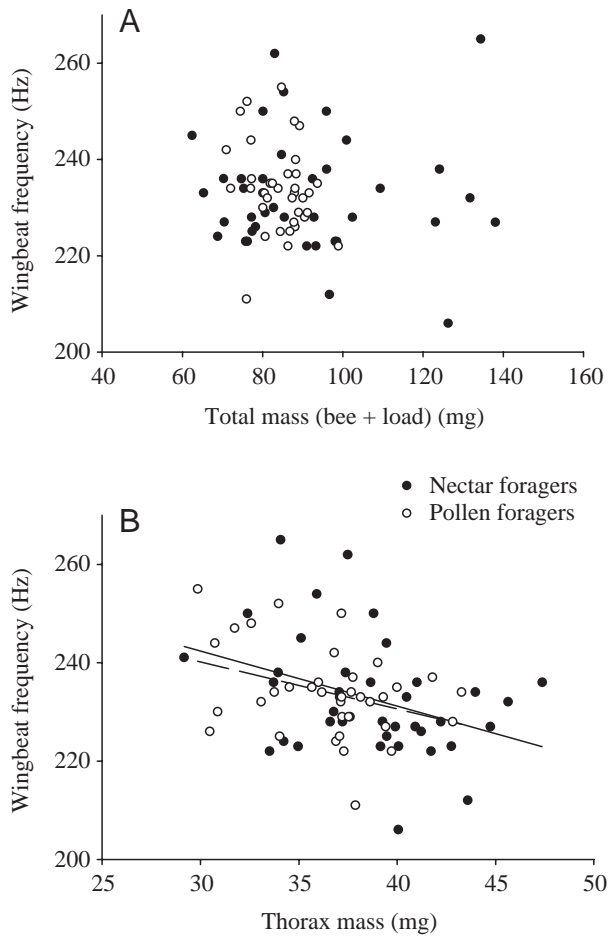 A
Wingbeat frequency (Hz)
260
240
220
200
40
60
80
100
120
140
160
Total mass (bee + load) (mg)
Nectar foragers
Pollen foragers
B
Wingbeat frequency (Hz)
260
240
220
200
25
30
35
40
45
50
Thorax mass (mg)